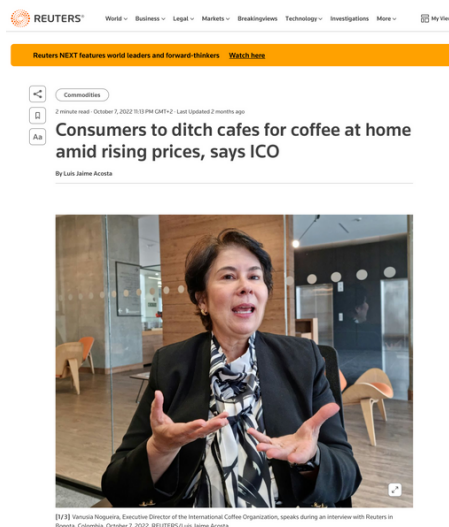 REUTERS®
World Business Legal Markets Breakingviews Technology Investigations More My View
Reuters NEXT features world leaders and forward-thinkers Watch here
Commodities
2 minute read · October 7, 2022 11:13 PM GMT+2 · Last Updated 2 months ago
Aa
Consumers to ditch cafes for coffee at home
amid rising prices, says ICO
By Luis Jaime Acosta
[1/3] Vanusia Nogueira, Executive Director of the International Coffee Organization, speaks during an interview with Reuters in
Bogota, Colombia, October 7, 2022. REUTERS/Luis Jaime Acosta